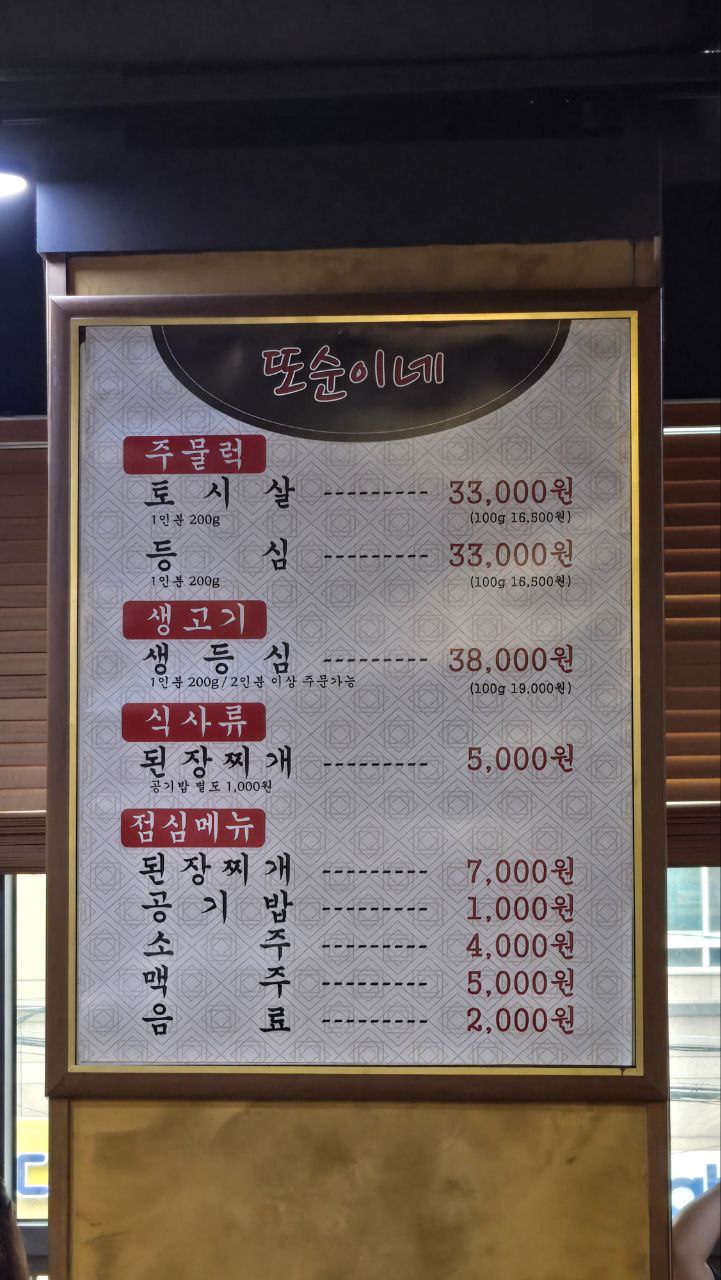 또순이네
주물럭
토시살 --------- 33,000원
1인분 200g (100g 16,500원)
등심 --------- 33,000원
1인분 200g (100g 16,500원)
생고기
생등심 --------- 38,000원
1인분 200g / 2인분 이상 주문가능 (100g 19,000원)
식사류
된장찌개 --------- 5,000원
공기밥 별도 1,000원
점심메뉴
된장찌개 --------- 7,000원
공기밥 --------- 1,000원
소주 --------- 4,000원
맥주 --------- 5,000원
음료 --------- 2,000원